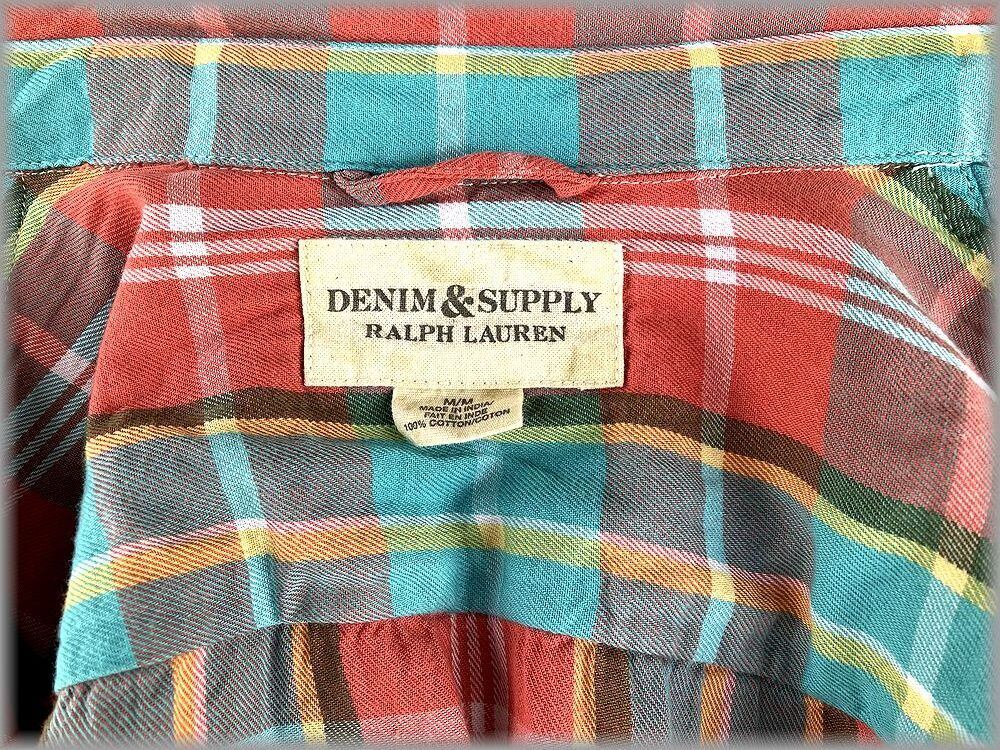 DENIM & SUPPLY
RALPH LAUREN
M/M
MADE IN INDIA/
FAIT EN INDE
100% COTTON/COTON